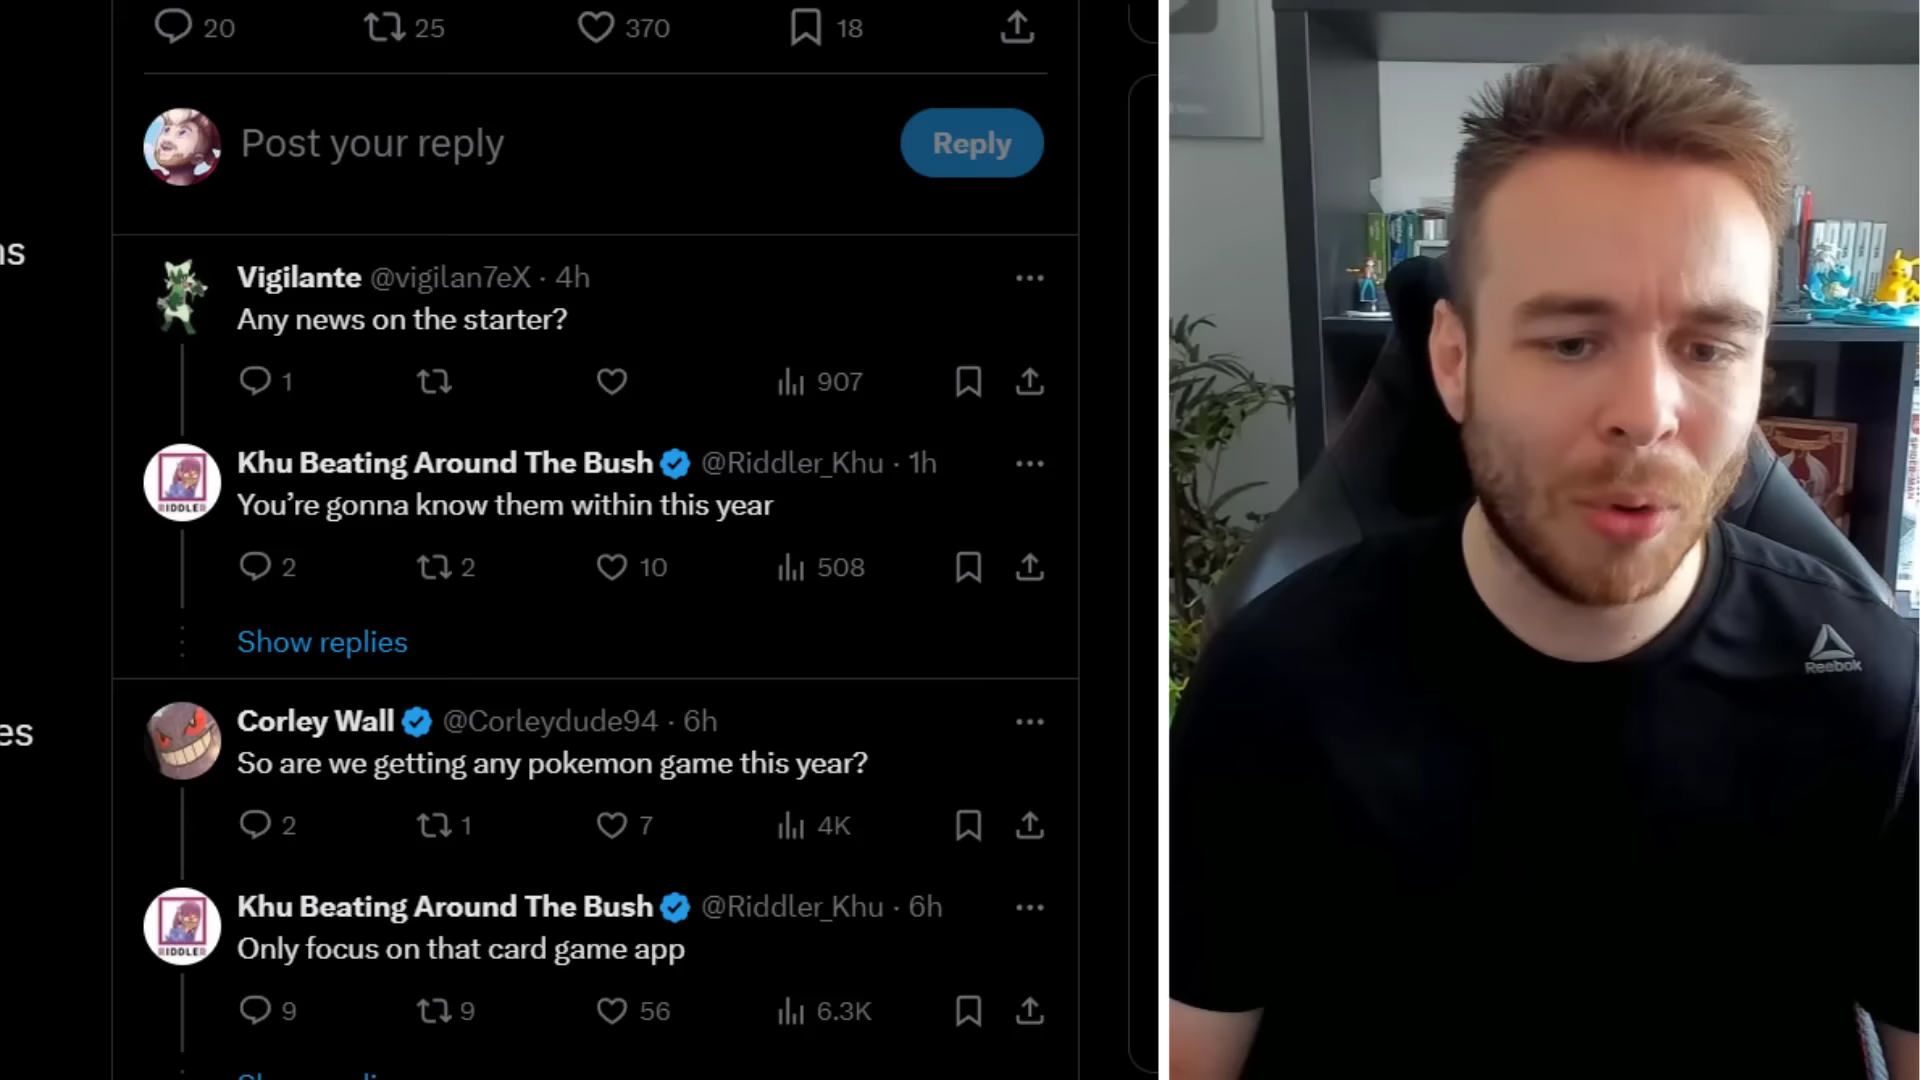 20 25 370 18
Post your reply
Reply
ns
Vigilante @vigilan7eX · 4h
Any news on the starter?
1 907
Khu Beating Around The Bush @Riddler_Khu · 1h
You’re gonna know them within this year
2 2 10 508
Show replies
es
Corley Wall @Corleydude94 · 6h
So are we getting any pokemon game this year?
2 1 7 4K
Khu Beating Around The Bush @Riddler_Khu · 6h
Only focus on that card game app
9 9 56 6.3K
RIDDLER
RIDDLER
Reebok
SPIDER-MAN